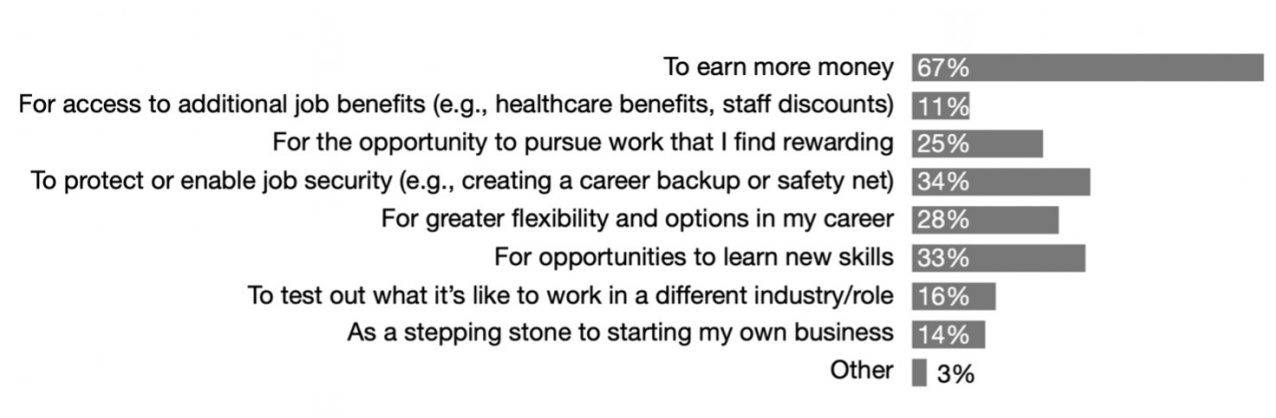 To earn more money 67%
For access to additional job benefits (e.g., healthcare benefits, staff discounts) 11%
For the opportunity to pursue work that I find rewarding 25%
To protect or enable job security (e.g., creating a career backup or safety net) 34%
For greater flexibility and options in my career 28%
For opportunities to learn new skills 33%
To test out what it’s like to work in a different industry/role 16%
As a stepping stone to starting my own business 14%
Other 3%